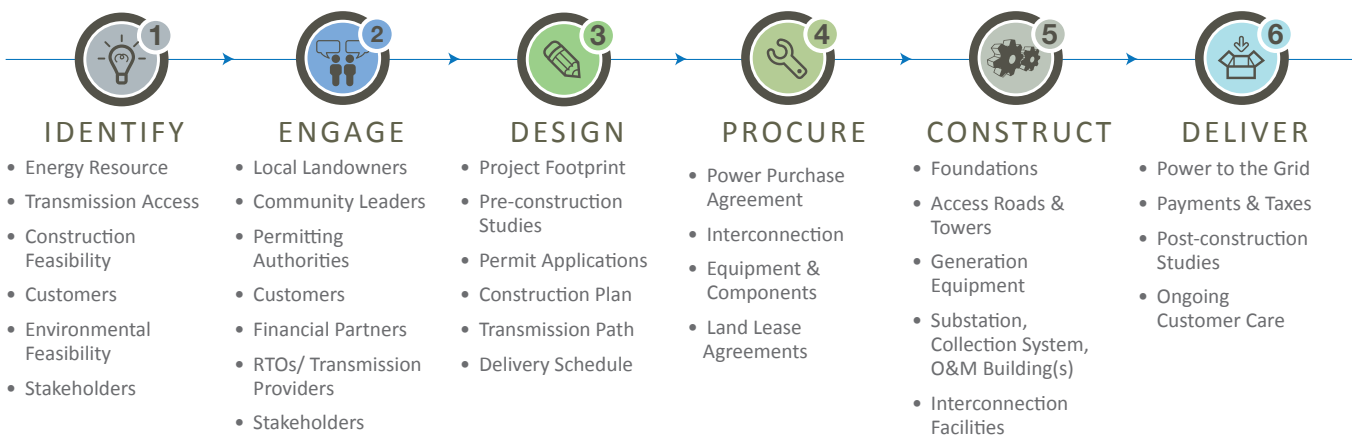 1
IDENTIFY
• Energy Resource
• Transmission Access
• Construction
Feasibility
• Customers
• Environmental
Feasibility
• Stakeholders
2
ENGAGE
• Local Landowners
• Community Leaders
• Permitting
Authorities
• Customers
• Financial Partners
• RTOs/ Transmission
Providers
• Stakeholders
3
DESIGN
• Project Footprint
• Pre-construction
Studies
• Permit Applications
• Construction Plan
• Transmission Path
• Delivery Schedule
4
PROCURE
• Power Purchase
Agreement
• Interconnection
• Equipment &
Components
• Land Lease
Agreements
5
CONSTRUCT
• Foundations
• Access Roads &
Towers
• Generation
Equipment
• Substation,
Collection System,
O&M Building(s)
• Interconnection
Facilities
6
DELIVER
• Power to the Grid
• Payments & Taxes
• Post-construction
Studies
• Ongoing
Customer Care